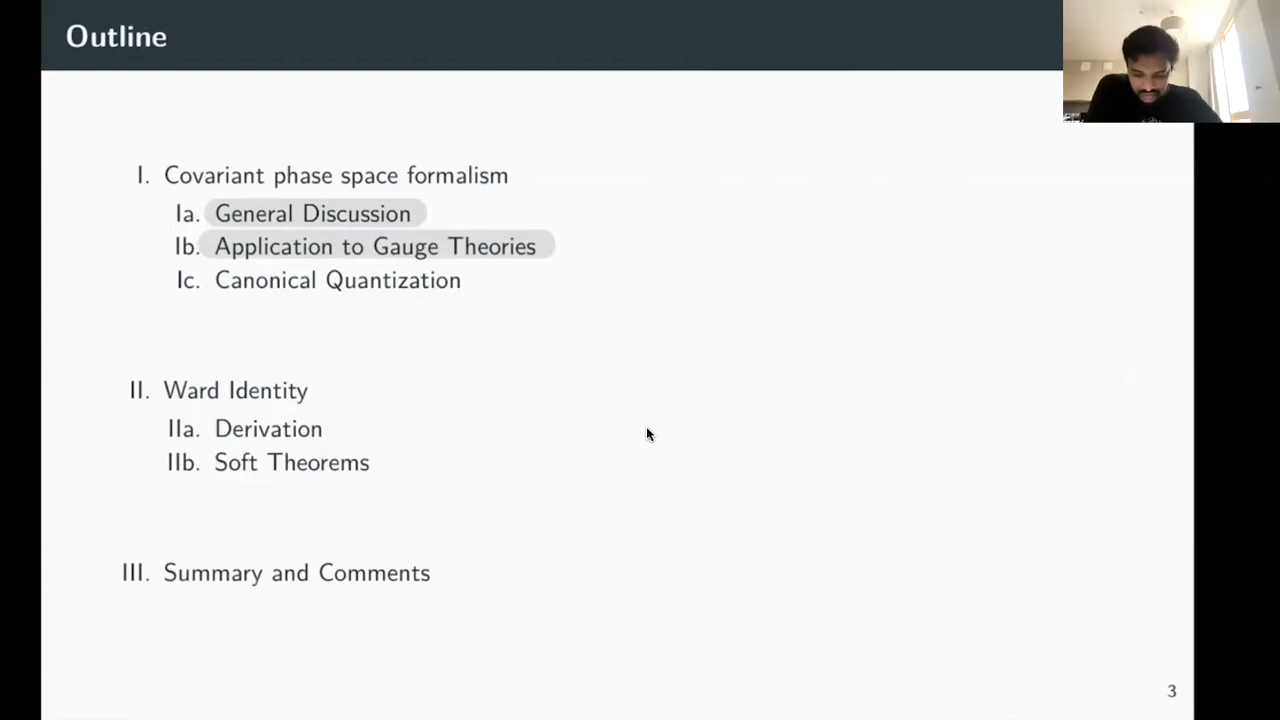 Outline
I. Covariant phase space formalism
Ia. General Discussion
Ib. Application to Gauge Theories
Ic. Canonical Quantization
II. Ward Identity
IIa. Derivation
IIb. Soft Theorems
III. Summary and Comments
3